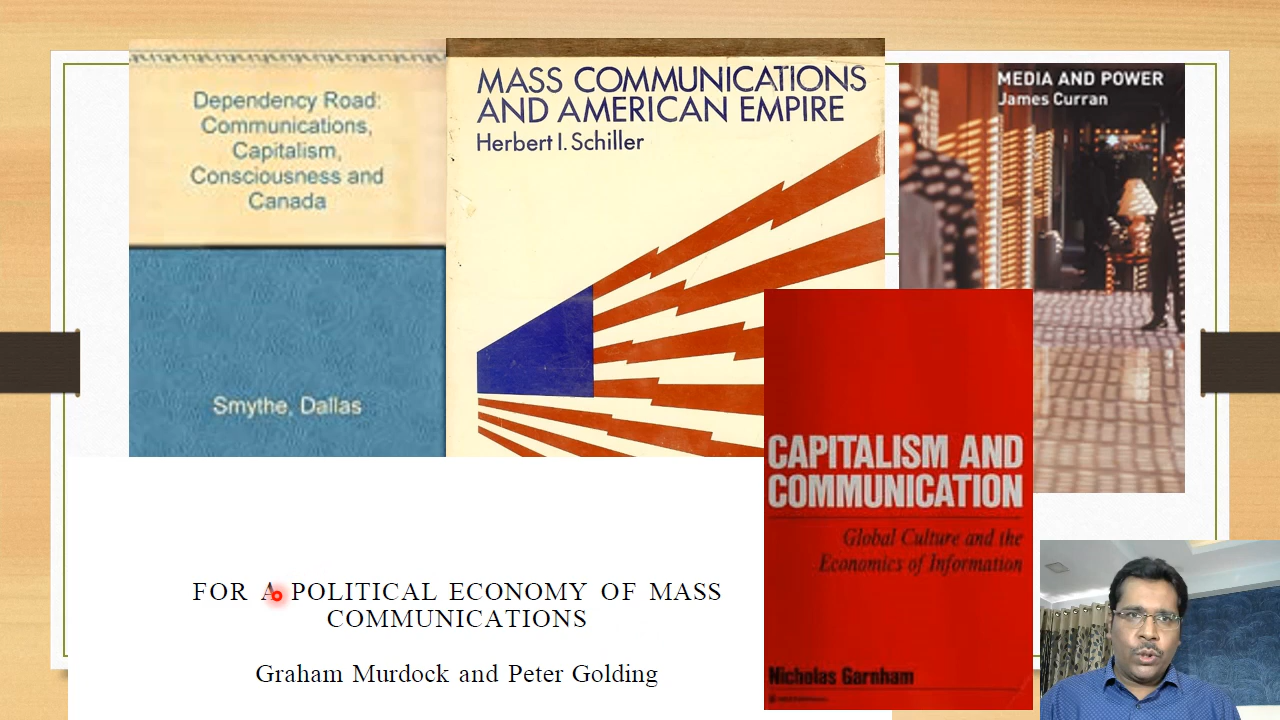 Dependency Road:
Communications,
Capitalism,
Consciousness and
Canada
Smythe, Dallas
MASS COMMUNICATIONS
AND AMERICAN EMPIRE
Herbert I. Schiller
MEDIA AND POWER
James Curran
CAPITALISM AND
COMMUNICATION
Global Culture and the
Economics of Information
Nicholas Garnham
FOR A POLITICAL ECONOMY OF MASS
COMMUNICATIONS
Graham Murdock and Peter Golding